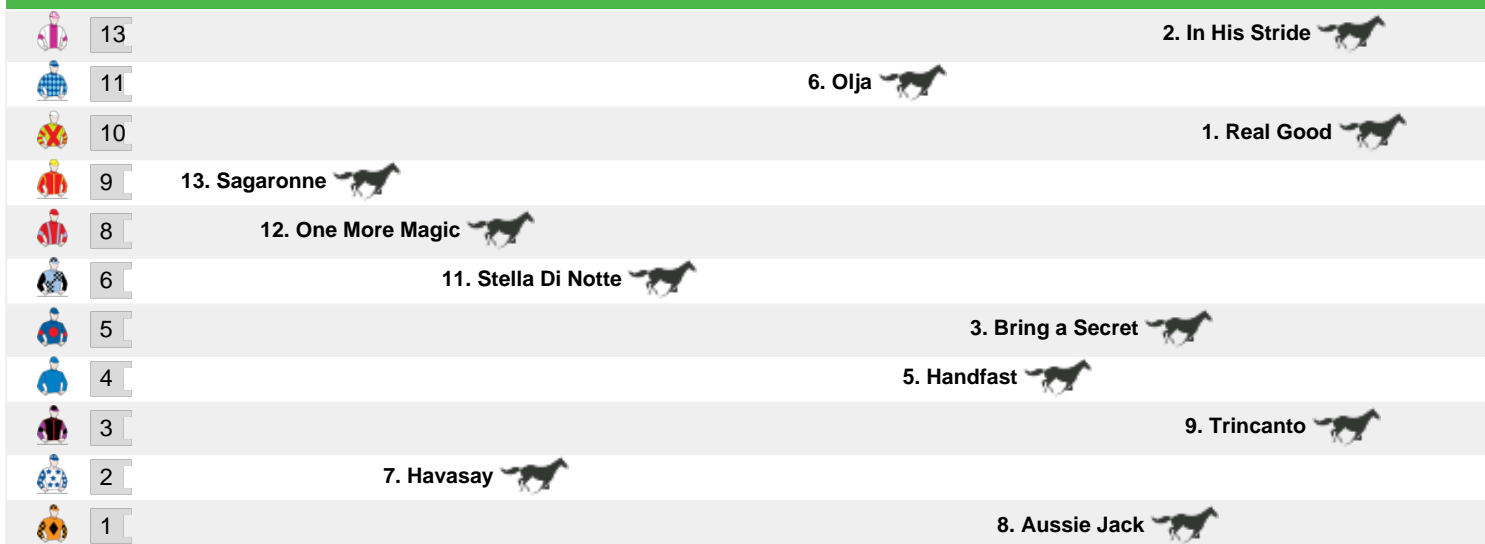 13 2. In His Stride
11 6. Olja
10 1. Real Good
9 13. Sagaronne
8 12. One More Magic
6 11. Stella Di Notte
5 3. Bring a Secret
4 5. Handfast
3 9. Trincanto
2 7. Havasay
1 8. Aussie Jack